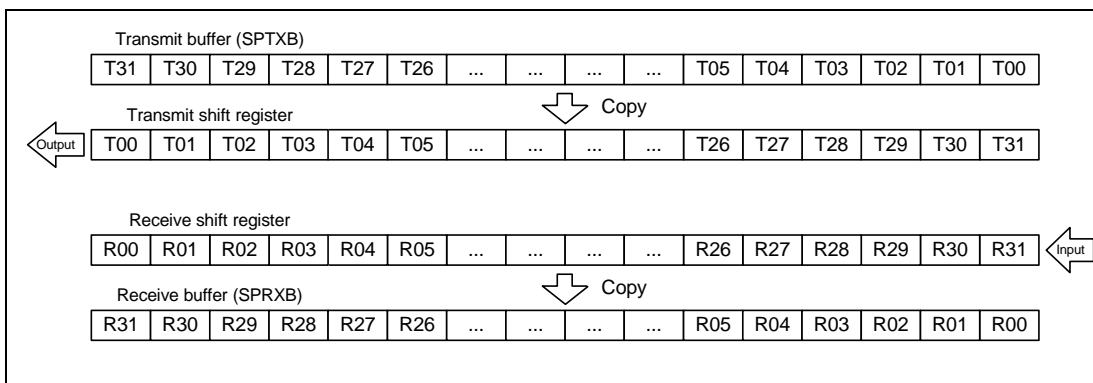 Transmit buffer (SPTXB)
T31 T30 T29 T28 T27 T26 ... ... ... ... T05 T04 T03 T02 T01 T00
Copy
Transmit shift register
Output T00 T01 T02 T03 T04 T05 ... ... ... ... T26 T27 T28 T29 T30 T31
Receive shift register
R00 R01 R02 R03 R04 R05 ... ... ... ... R26 R27 R28 R29 R30 R31 Input
Copy
Receive buffer (SPRXB)
R31 R30 R29 R28 R27 R26 ... ... ... ... R05 R04 R03 R02 R01 R00